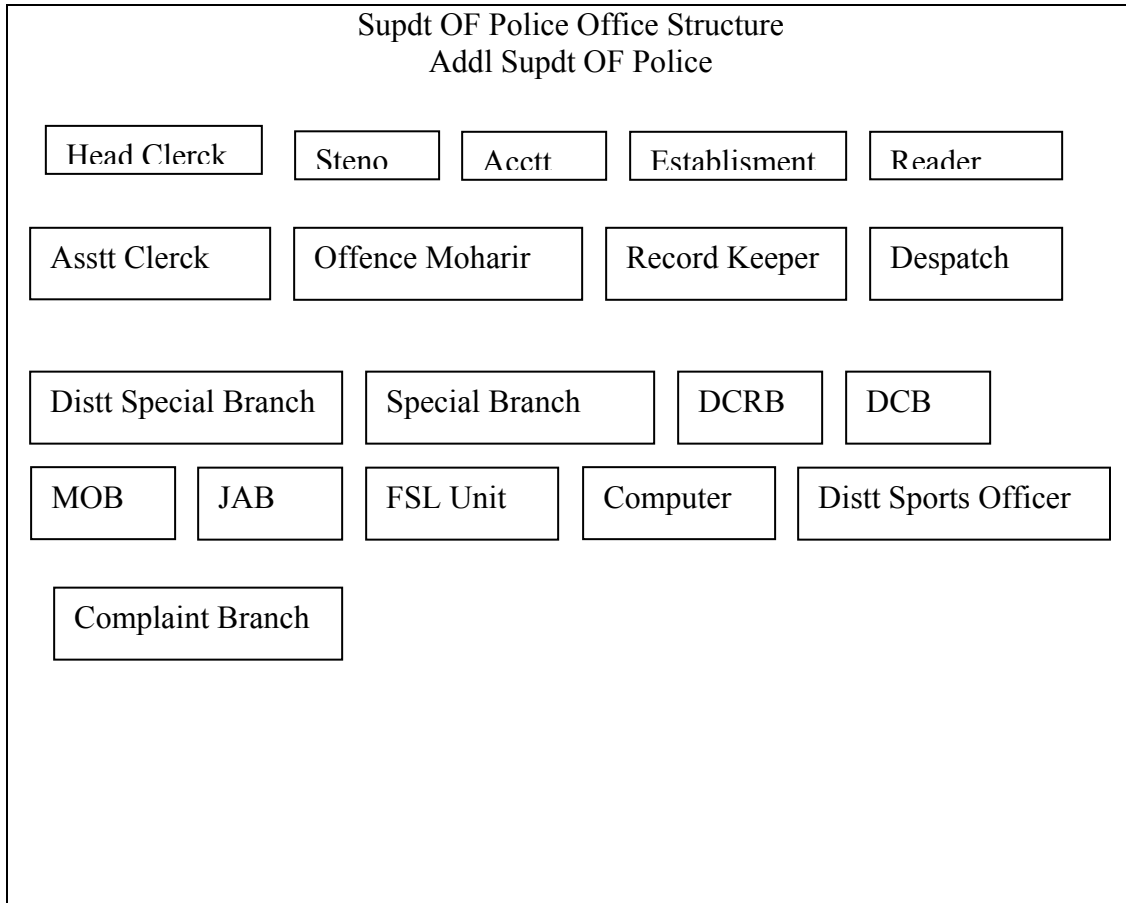 Supdt OF Police Office Structure
Addl Supdt OF Police
Head Clerck Steno Acctt Establisment Reader
Asstt Clerck Offence Moharir Record Keeper Despatch
Distt Special Branch Special Branch DCRB DCB
MOB JAB FSL Unit Computer Distt Sports Officer
Complaint Branch